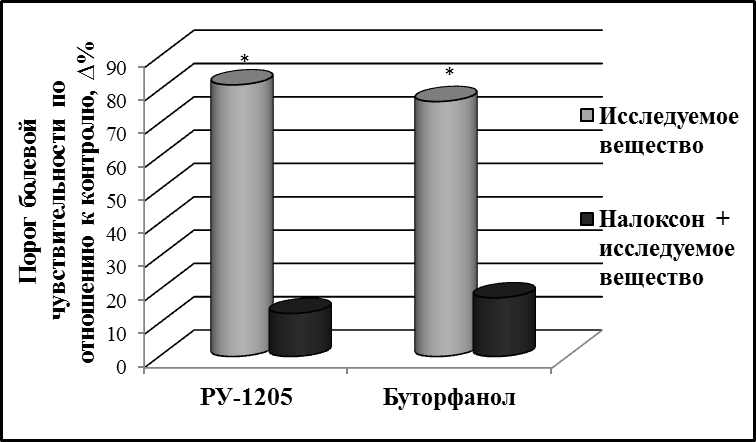 Порог болевой
чувствительности по
отношению к контролю, Δ%
90
80
70
60
50
40
30
20
10
0
*
*
РУ-1205
Буторфанол
Исследуемое
вещество
Налоксон +
исследуемое
вещество